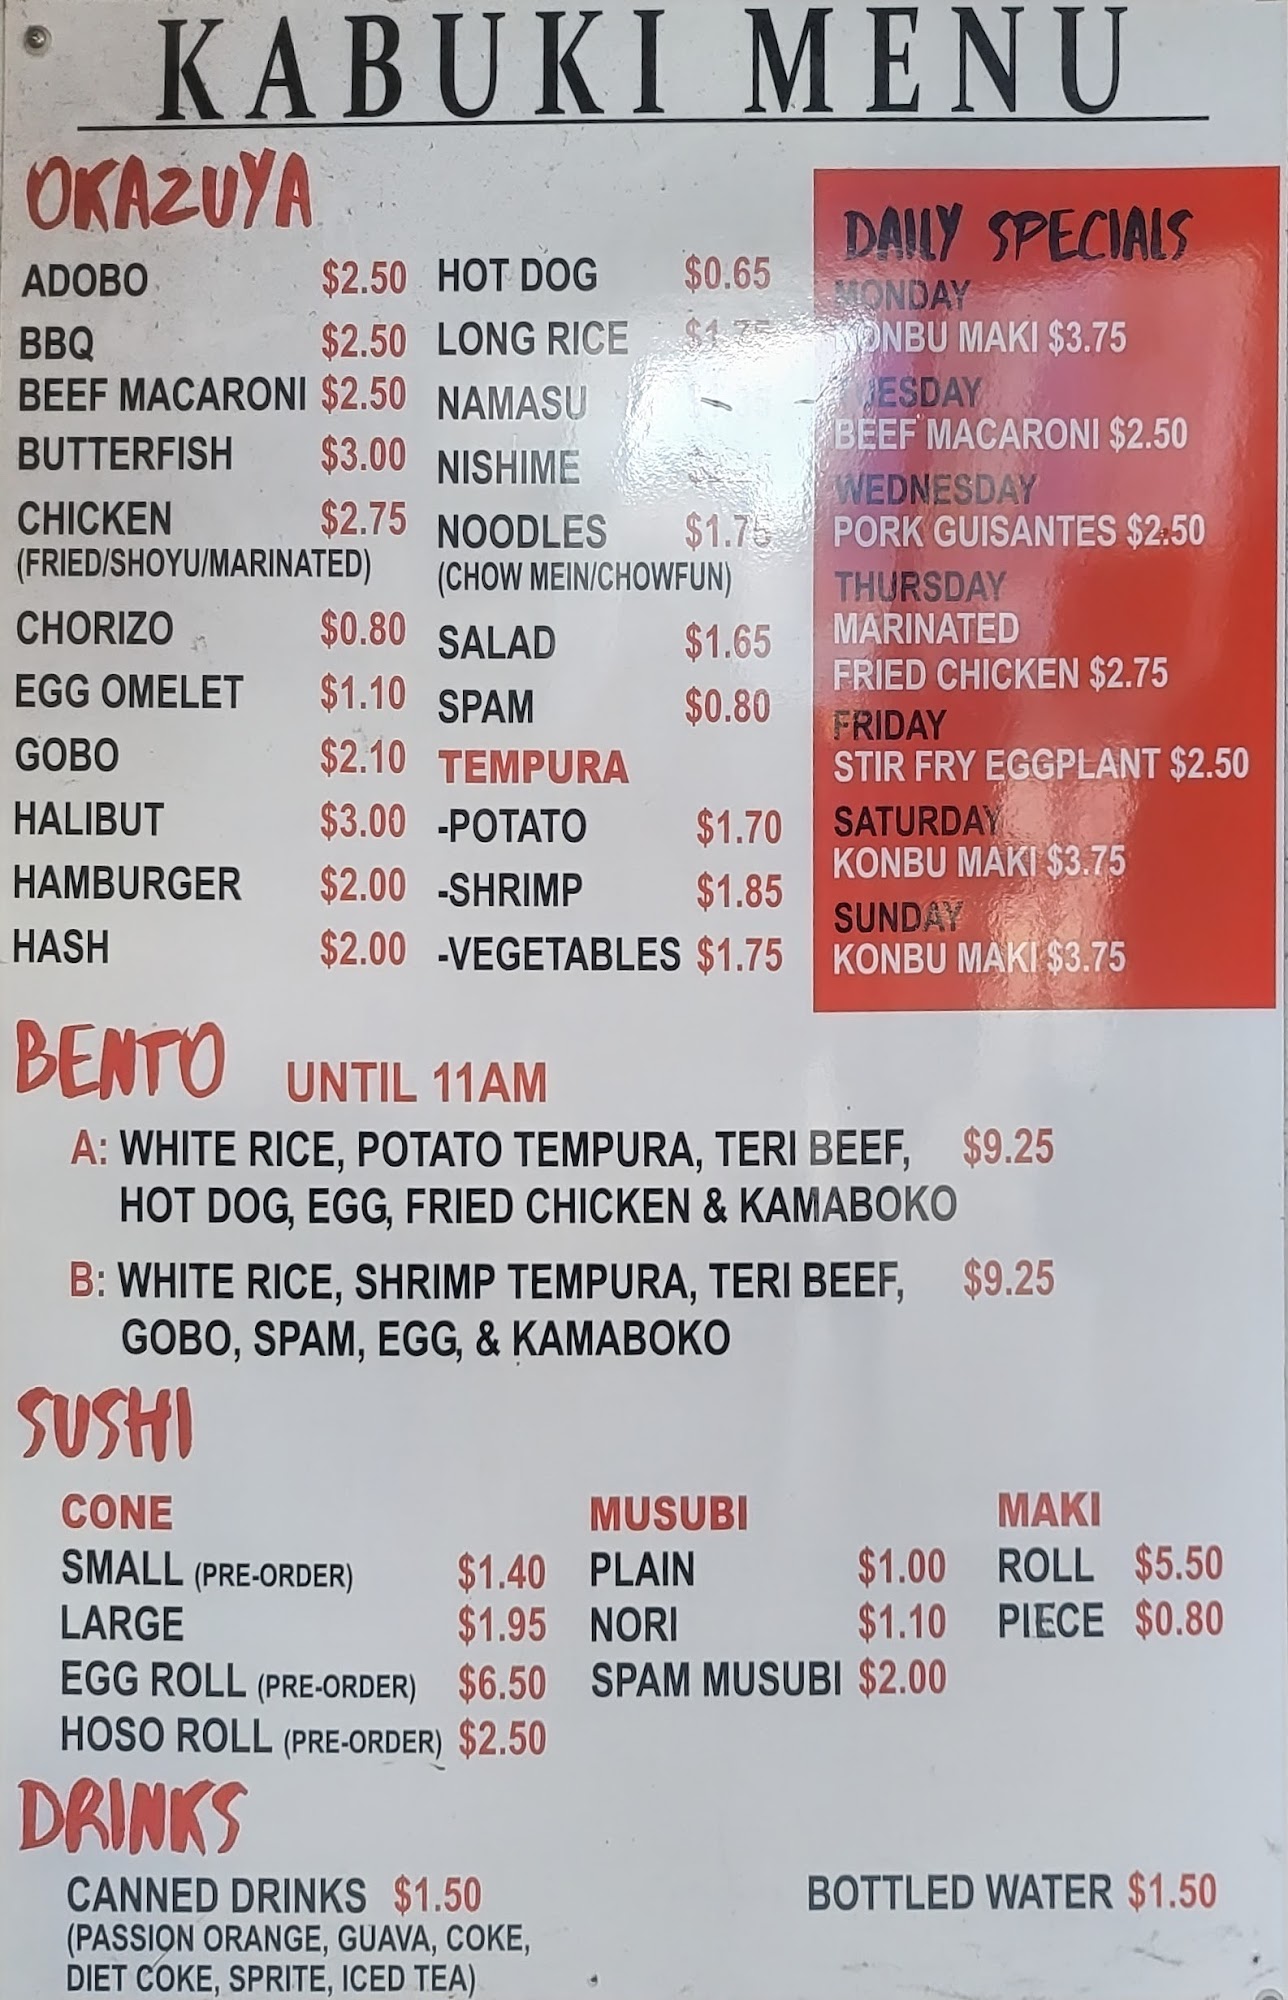 KABUKI MENU
OKAZUYA
ADOBO $2.50
BBQ $2.50
BEEF MACARONI $2.50
BUTTERFISH $3.00
CHICKEN $2.75
(FRIED/SHOYU/MARINATED)
CHORIZO $0.80
EGG OMELET $1.10
GOBO $2.10
HALIBUT $3.00
HAMBURGER $2.00
HASH $2.00
HOT DOG $0.65
LONG RICE $1.75
NAMASU
NISHIME
NOODLES $1.75
(CHOW MEIN/CHOWFUN)
SALAD $1.65
SPAM $0.80
TEMPURA
-POTATO $1.70
-SHRIMP $1.85
-VEGETABLES $1.75
DAILY SPECIALS
MONDAY
KONBU MAKI $3.75
TUESDAY
BEEF MACARONI $2.50
WEDNESDAY
PORK GUISANTES $2.50
THURSDAY
MARINATED
FRIED CHICKEN $2.75
FRIDAY
STIR FRY EGGPLANT $2.50
SATURDAY
KONBU MAKI $3.75
SUNDAY
KONBU MAKI $3.75
BENTO UNTIL 11AM
A: WHITE RICE, POTATO TEMPURA, TERI BEEF, $9.25
HOT DOG, EGG, FRIED CHICKEN & KAMABOKO
B: WHITE RICE, SHRIMP TEMPURA, TERI BEEF, $9.25
GOBO, SPAM, EGG, & KAMABOKO
SUSHI
CONE
SMALL (PRE-ORDER) $1.40
LARGE $1.95
EGG ROLL (PRE-ORDER) $6.50
HOSO ROLL (PRE-ORDER) $2.50
MUSUBI
PLAIN $1.00
NORI $1.10
SPAM MUSUBI $2.00
MAKI
ROLL $5.50
PIECE $0.80
DRINKS
CANNED DRINKS $1.50
(PASSION ORANGE, GUAVA, COKE,
DIET COKE, SPRITE, ICED TEA)
BOTTLED WATER $1.50